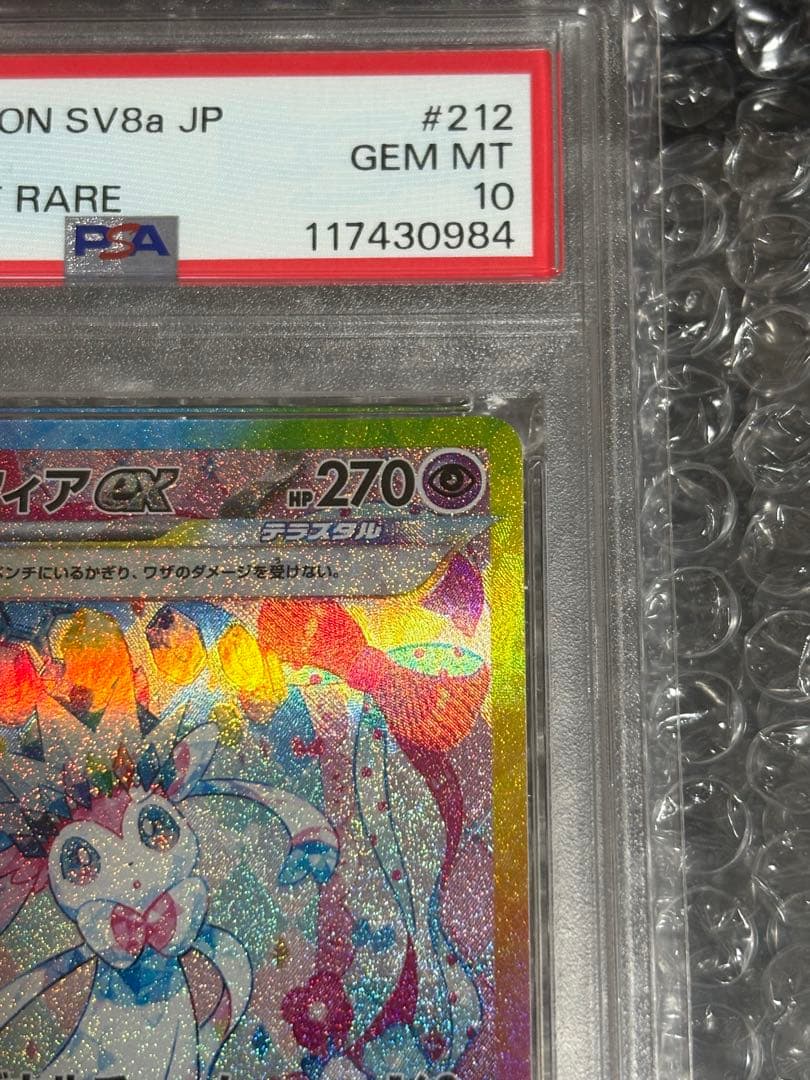 ON SV8a JP #212
GEM MT
RARE 10
PSA 117430984
ィアex HP270
テラスタル
ベンチにいるかぎり、ワザのダメージを受けない。